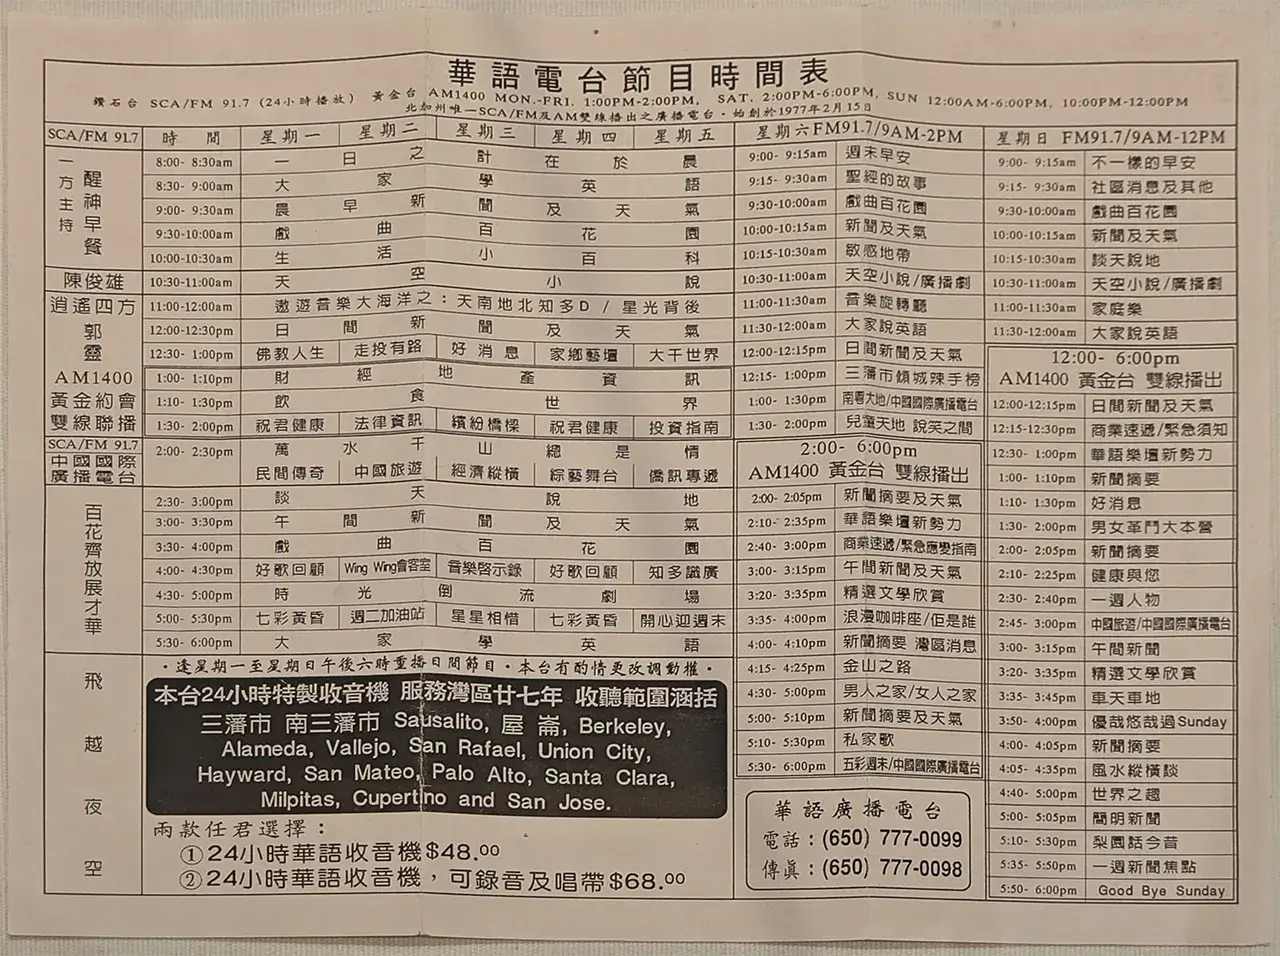 華語電台節目時間表
鑽石台 SCA/FM 91.7 (24小時播放) 黃金台 AM1400 MON.-FRI. 1:00PM-2:00PM, SAT. 2:00PM-6:00PM, SUN 12:00AM-6:00PM, 10:00PM-12:00PM
北加州唯一SCA/FM及AM雙線播出之廣播電台・始創於1977年2月15日
SCA/FM 91.7 時間 星期一 星期二 星期三 星期四 星期五
一方主持
醒神早餐
8:00- 8:30am 一日之計在於晨
8:30- 9:00am 大家學英語
9:00- 9:30am 晨早新聞及天氣
9:30-10:00am 戲曲百花園
10:00-10:30am 生活小百科
陳俊雄 10:30-11:00am 天空小說
逍遙四方
郭靈
11:00-12:00am 遨遊音樂大海洋之：天南地北知多D / 星光背後
12:00-12:30pm 日間新聞及天氣
12:30- 1:00pm 佛教人生 走投有路 好消息 家鄉藝壇 大千世界
AM1400
黃金約會
雙線聯播
1:00- 1:10pm 財經地產資訊
1:10- 1:30pm 飲食世界
1:30- 2:00pm 祝君健康 法律資訊 繽紛橋樑 祝君健康 投資指南
SCA/FM 91.7
中國國際
廣播電台
2:00- 2:30pm 萬水千山總是情
民間傳奇 中國旅遊 經濟縱橫 綜藝舞台 僑訊專遞
百花齊放展才華
2:30- 3:00pm 談天說地
3:00- 3:30pm 午間新聞及天氣
3:30- 4:00pm 戲曲百花園
4:00- 4:30pm 好歌回顧 Wing Wing會客室 音樂啓示錄 好歌回顧 知多識廣
4:30- 5:00pm 時光倒流劇場
5:00- 5:30pm 七彩黃昏 週二加油站 星星相惜 七彩黃昏 開心迎週末
5:30- 6:00pm 大家學英語
飛越夜空
・逢星期一至星期日午後六時重播日間節目・本台有酌情更改調動權・
本台24小時特製收音機 服務灣區廿七年 收聽範圍涵括
三藩市 南三藩市 Sausalito, 屋崙, Berkeley,
Alameda, Vallejo, San Rafael, Union City,
Hayward, San Mateo, Palo Alto, Santa Clara,
Milpitas, Cupertino and San Jose.
兩款任君選擇：
①24小時華語收音機$48.00
②24小時華語收音機，可錄音及唱帶$68.00
星期六FM91.7/9AM-2PM
9:00- 9:15am 週末早安
9:15- 9:30am 聖經的故事
9:30-10:00am 戲曲百花園
10:00-10:15am 新聞及天氣
10:15-10:30am 敏感地帶
10:30-11:00am 天空小說/廣播劇
11:00-11:30am 音樂旋轉廳
11:30-12:00am 大家說英語
12:00-12:15pm 日間新聞及天氣
12:15- 1:00pm 三藩市傾城辣手榜
1:00- 1:30pm 南粵大地/中國國際廣播電台
1:30- 2:00pm 兒童天地 說笑之間
2:00- 6:00pm
AM1400 黃金台 雙線播出
2:00- 2:05pm 新聞摘要及天氣
2:10- 2:35pm 華語樂壇新勢力
2:40- 3:00pm 商業速遞/緊急應變指南
3:00- 3:15pm 午間新聞及天氣
3:20- 3:35pm 精選文學欣賞
3:35- 4:00pm 浪漫咖啡座/佢是誰
4:00- 4:10pm 新聞摘要 灣區消息
4:15- 4:25pm 金山之路
4:30- 5:00pm 男人之家/女人之家
5:00- 5:10pm 新聞摘要及天氣
5:10- 5:30pm 私家歌
5:30- 6:00pm 五彩週末/中國國際廣播電台
華語廣播電台
電話：(650) 777-0099
傳眞：(650) 777-0098
星期日 FM91.7/9AM-12PM
9:00- 9:15am 不一樣的早安
9:15- 9:30am 社區消息及其他
9:30-10:00am 戲曲百花園
10:00-10:15am 新聞及天氣
10:15-10:30am 談天說地
10:30-11:00am 天空小說/廣播劇
11:00-11:30am 家庭樂
11:30-12:00am 大家說英語
12:00- 6:00pm
AM1400 黃金台 雙線播出
12:00-12:15pm 日間新聞及天氣
12:15-12:30pm 商業速遞/緊急須知
12:30- 1:00pm 華語樂壇新勢力
1:00- 1:10pm 新聞摘要
1:10- 1:30pm 好消息
1:30- 2:00pm 男女革鬥大本營
2:00- 2:05pm 新聞摘要
2:10- 2:25pm 健康與您
2:30- 2:40pm 一週人物
2:45- 3:00pm 中國旅遊/中國國際廣播電台
3:00- 3:15pm 午間新聞
3:20- 3:35pm 精選文學欣賞
3:35- 3:45pm 車天車地
3:50- 4:00pm 優哉悠哉過Sunday
4:00- 4:05pm 新聞摘要
4:05- 4:35pm 風水縱橫談
4:40- 5:00pm 世界之趣
5:00- 5:05pm 簡明新聞
5:10- 5:30pm 梨園話今昔
5:35- 5:50pm 一週新聞焦點
5:50- 6:00pm Good Bye Sunday